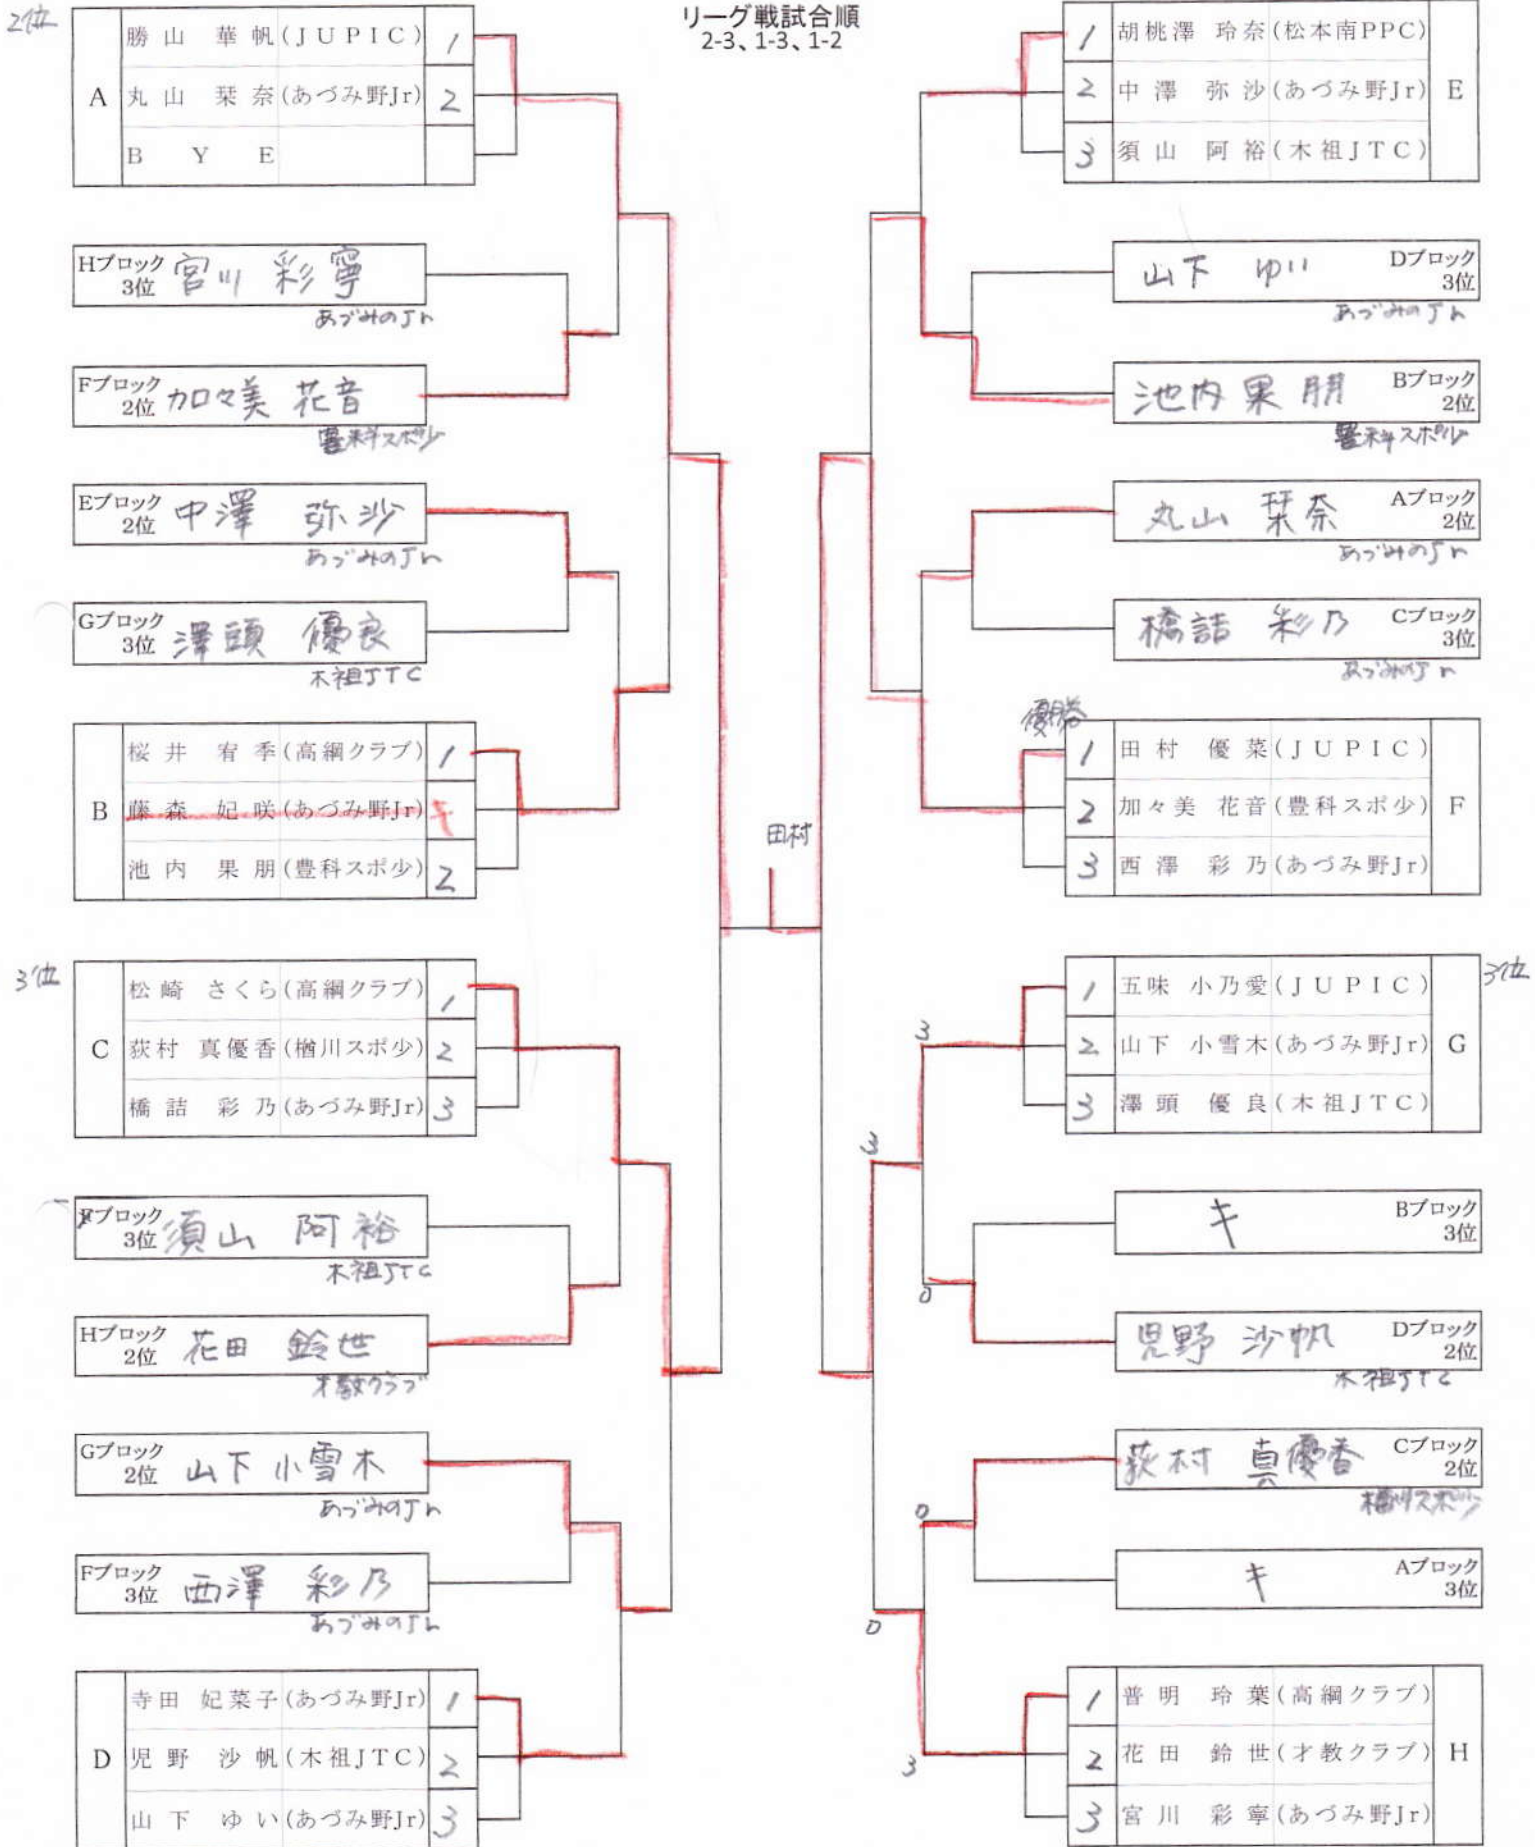 リーグ戦試合順
2-3、1-3、1-2
2位
A
勝山 華帆(JUPIC) 1
丸山 栞奈(あづみ野Jr) 2
BYE
Hブロック 3位 宮川 彩寧
あづみのJr
Fブロック 2位 加々美 花音
豊科スポ少
Eブロック 2位 中澤 弥沙
あづみのJr
Gブロック 3位 澤頭 優良
木祖JTC
B
桜井 宥季(高綱クラブ) 1
藤森 妃咲(あづみ野Jr) キ
池内 果朋(豊科スポ少) 2
3位
C
松崎 さくら(高綱クラブ) 1
荻村 真優香(楢川スポ少) 2
橋詰 彩乃(あづみ野Jr) 3
ブロック 3位 須山 阿裕
木祖JTC
Hブロック 2位 花田 鈴世
才教クラブ
Gブロック 2位 山下 小雪木
あづみのJr
Fブロック 3位 西澤 彩乃
あづみのJr
D
寺田 妃菜子(あづみ野Jr) 1
児野 沙帆(木祖JTC) 2
山下 ゆい(あづみ野Jr) 3
田村
1 胡桃澤 玲奈(松本南PPC)
2 中澤 弥沙(あづみ野Jr)
3 須山 阿裕(木祖JTC)
E
山下 ゆい Dブロック 3位
あづみのJr
池内 果朋 Bブロック 2位
豊科スポ少
丸山 栞奈 Aブロック 2位
あづみのJr
橋詰 彩乃 Cブロック 3位
あづみのJr
優勝
1 田村 優菜(JUPIC)
2 加々美 花音(豊科スポ少)
3 西澤 彩乃(あづみ野Jr)
F
3位
1 五味 小乃愛(JUPIC)
2 山下 小雪木(あづみ野Jr)
3 澤頭 優良(木祖JTC)
G
3
3
キ Bブロック 3位
0
児野 沙帆 Dブロック 2位
木祖JTC
荻村 真優香 Cブロック 2位
楢川スポ少
0
キ Aブロック 3位
0
1 普明 玲葉(高綱クラブ)
2 花田 鈴世(才教クラブ)
3 宮川 彩寧(あづみ野Jr)
H
3